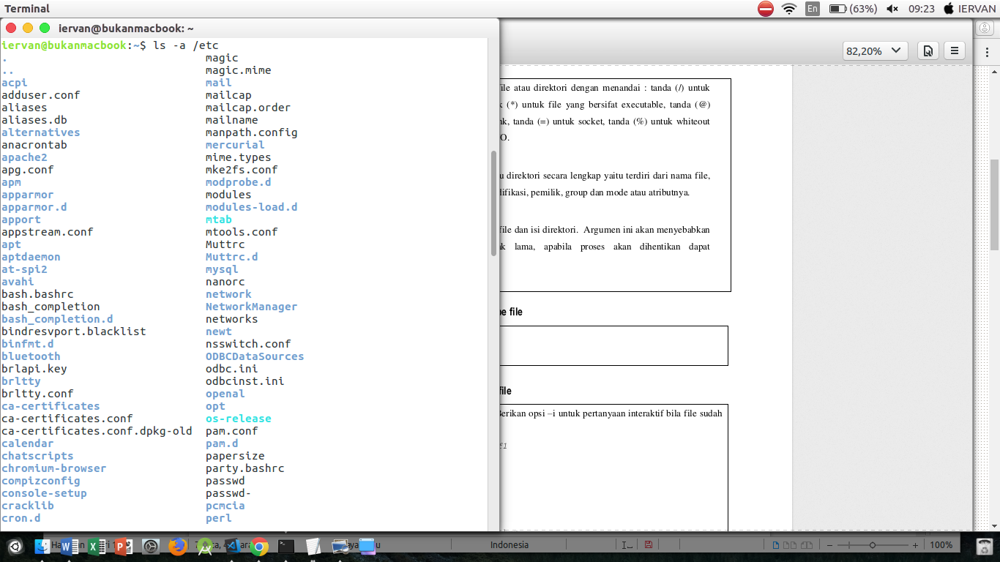 Terminal
En
(63%)
09:23
IERVAN
iervan@bukanmacbook: ~
iervan@bukanmacbook:~$ ls -a /etc
. magic
.. magic.mime
acpi mail
adduser.conf mailcap
aliases mailcap.order
aliases.db mailname
alternatives manpath.config
anacrontab mercurial
apache2 mime.types
apg.conf mke2fs.conf
apm modprobe.d
apparmor modules
apparmor.d modules-load.d
apport mtab
appstream.conf mtools.conf
apt Muttrc
aptdaemon Muttrc.d
at-spi2 mysql
avahi nanorc
bash.bashrc network
bash_completion NetworkManager
bash_completion.d networks
bindresvport.blacklist newt
binfmt.d nsswitch.conf
bluetooth ODBCDataSources
brlapi.key odbc.ini
brltty odbcinst.ini
brltty.conf openal
ca-certificates opt
ca-certificates.conf os-release
ca-certificates.conf.dpkg-old pam.conf
calendar pam.d
chatscripts papersize
chromium-browser party.bashrc
compizconfig passwd
console-setup passwd-
cracklib pcmcia
cron.d perl
82,20%
file atau direktori dengan menandai : tanda (/) untuk
(*) untuk file yang bersifat executable, tanda (@)
tanda (=) untuk socket, tanda (%) untuk whiteout
O.
direktori secara lengkap yaitu terdiri dari nama file,
difikasi, pemilik, group dan mode atau atributnya.
file dan isi direktori. Argumen ini akan menyebabkan
lama, apabila proses akan dihentikan dapat
pe file
file
Berikan opsi –i untuk pertanyaan interaktif bila file sudah
f1
Indonesia
100%